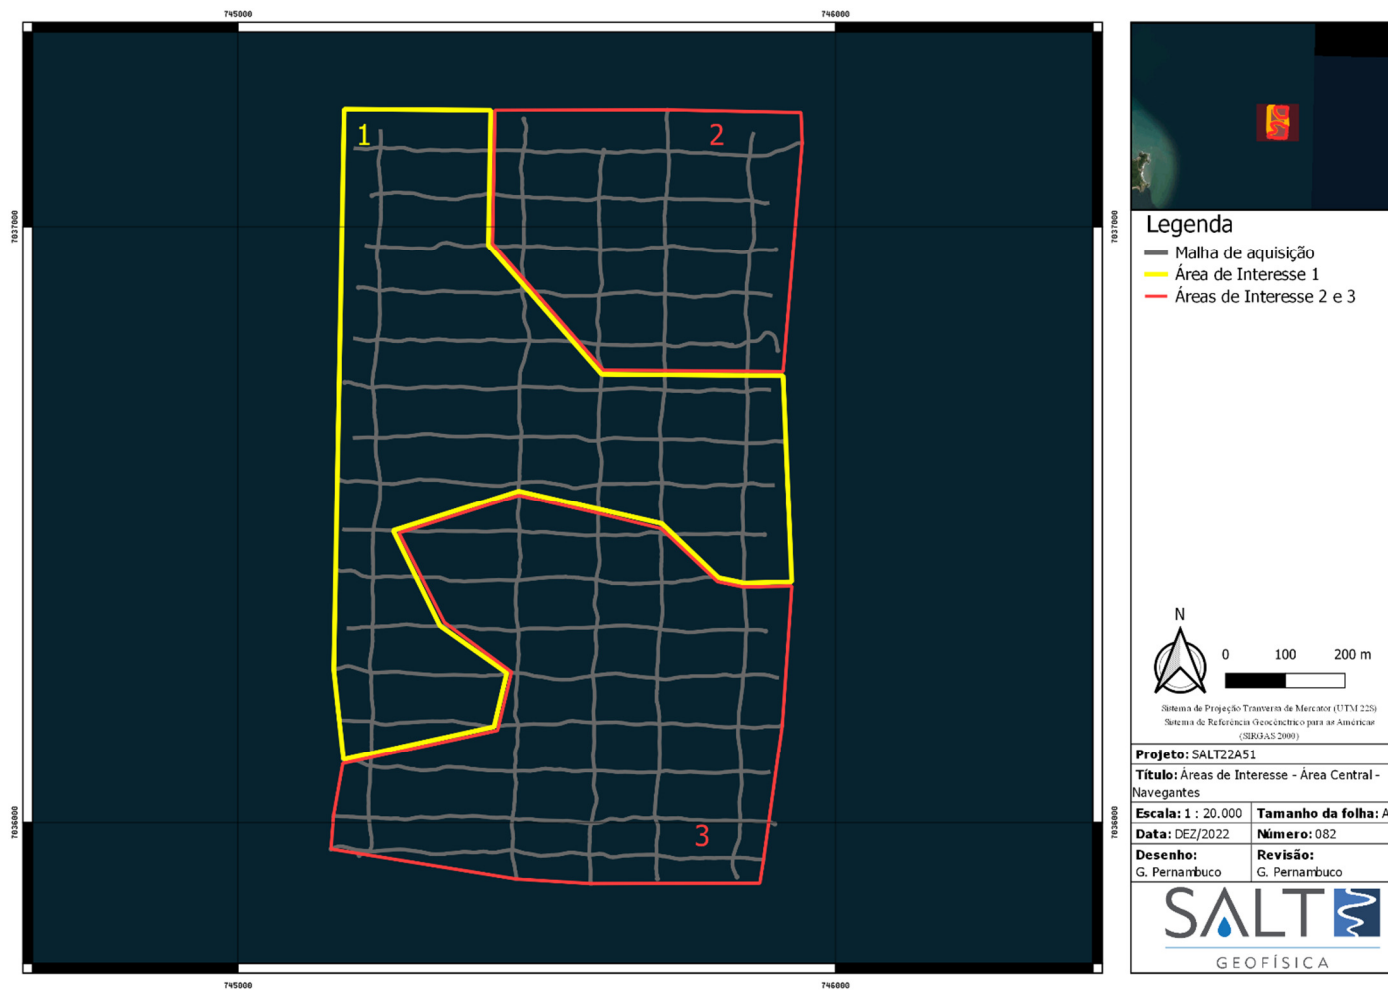 745000
746000
1
2
3
7037000
7037000
7036000
7036000
745000
746000
Legenda
Malha de aquisição
Área de Interesse 1
Áreas de Interesse 2 e 3
N
0 100 200 m
Sistema de Projeção Tranversa de Mercator (UTM 22S)
Sistema de Referência Geocêntrico para as Américas
(SIRGAS 2000)
Projeto: SALT22A51
Título: Áreas de Interesse - Área Central -
Navegantes
Escala: 1 : 20.000 Tamanho da folha:
Data: DEZ/2022 Número: 082
Desenho: Revisão:
G. Pernambuco G. Pernambuco
SALT
GEOFÍSICA